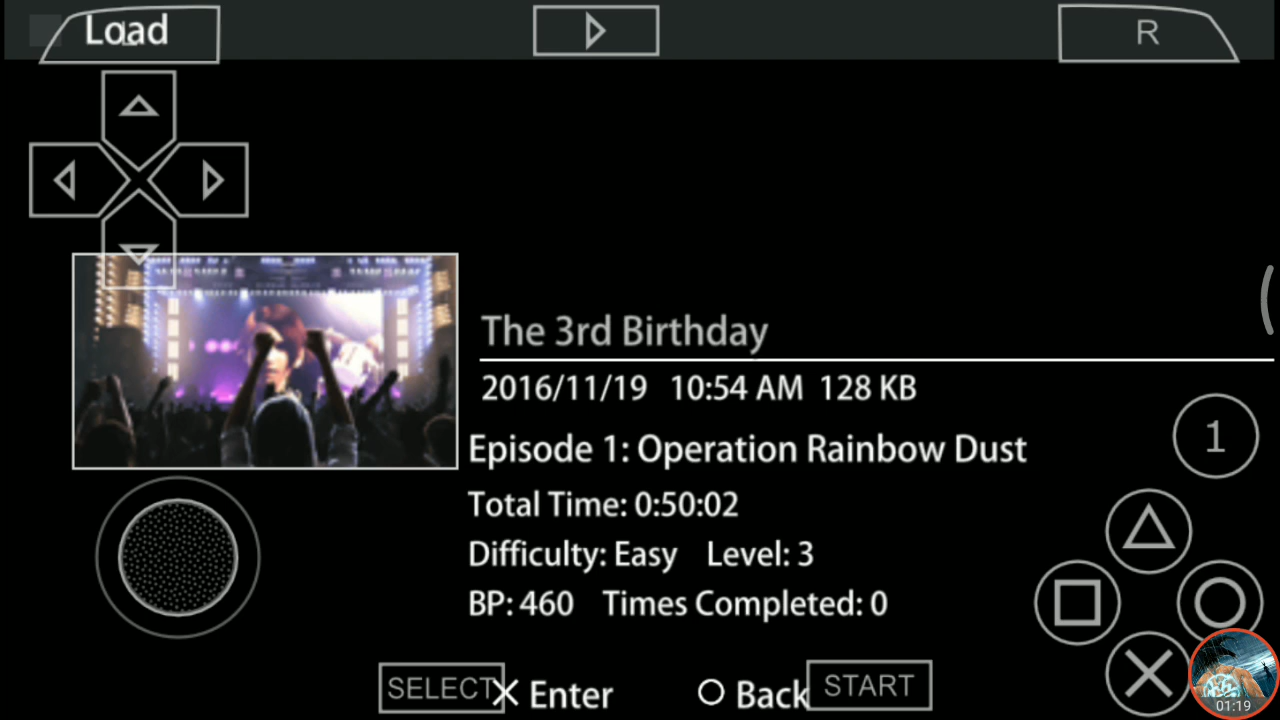 Load
L
R
The 3rd Birthday
2016/11/19 10:54 AM 128 KB
1
Episode 1: Operation Rainbow Dust
Total Time: 0:50:02
Difficulty: Easy Level: 3
BP: 460 Times Completed: 0
SELECT
Enter
Back
START
01:19